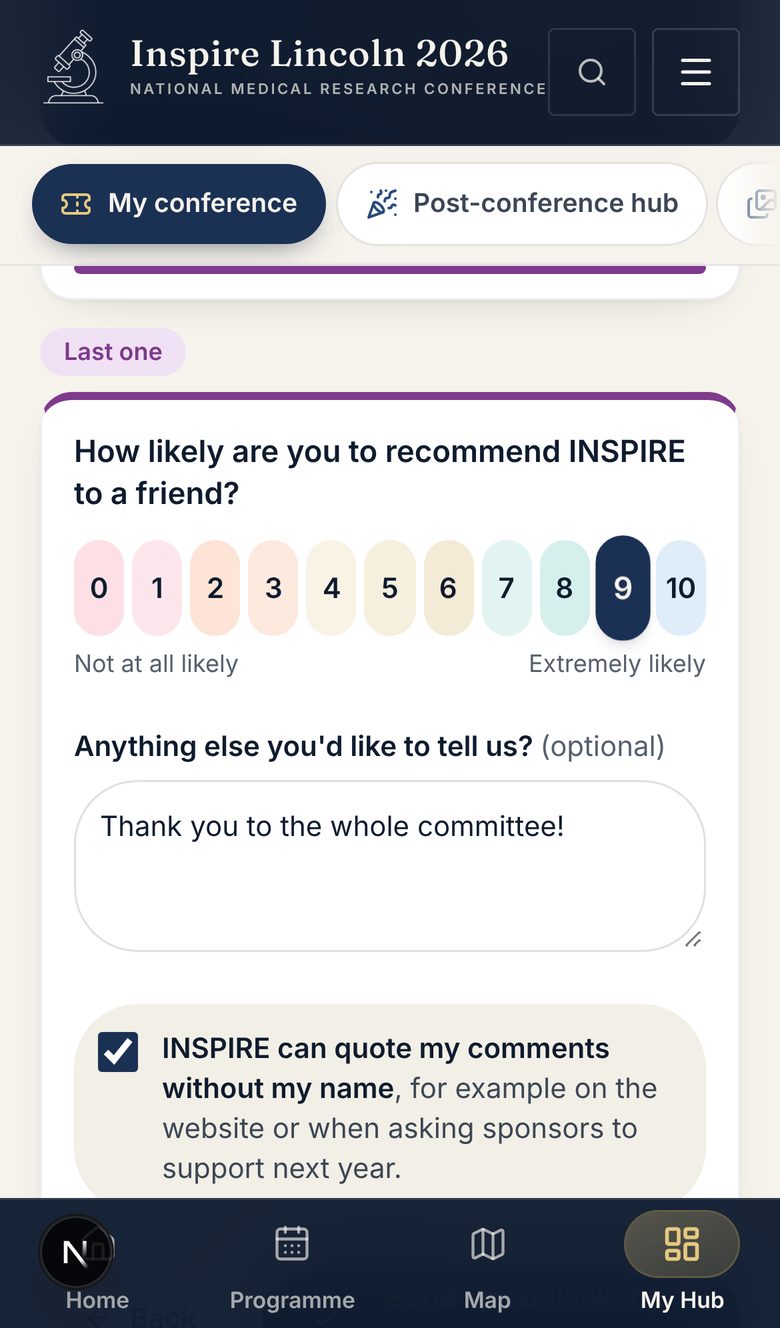 Inspire Lincoln 2026
NATIONAL MEDICAL RESEARCH CONFERENCE
My conference
Post-conference hub
Last one
How likely are you to recommend INSPIRE
to a friend?
0 1 2 3 4 5 6 7 8 9 10
Not at all likely
Extremely likely
Anything else you'd like to tell us? (optional)
Thank you to the whole committee!
INSPIRE can quote my comments
without my name, for example on the
website or when asking sponsors to
support next year.
N
Home
Programme
Map
My Hub
Back
Send
unlock